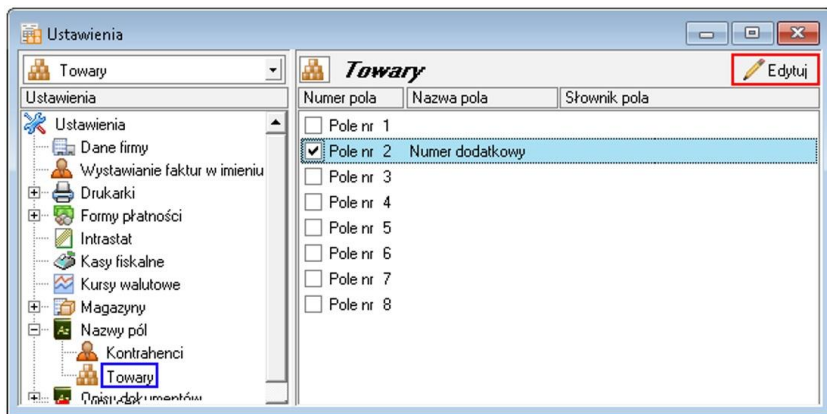 Ustawienia
Towary
Ustawienia
Ustawienia
Dane firmy
Wystawianie faktur w imieniu
Drukarki
Formy płatności
Intrastat
Kasy fiskalne
Kursy walutowe
Magazyny
Nazwy pól
Kontrahenci
Towary
Opisy dokumentów
Towary
Edytuj
Numer pola Nazwa pola Słownik pola
Pole nr 1
Pole nr 2 Numer dodatkowy
Pole nr 3
Pole nr 4
Pole nr 5
Pole nr 6
Pole nr 7
Pole nr 8